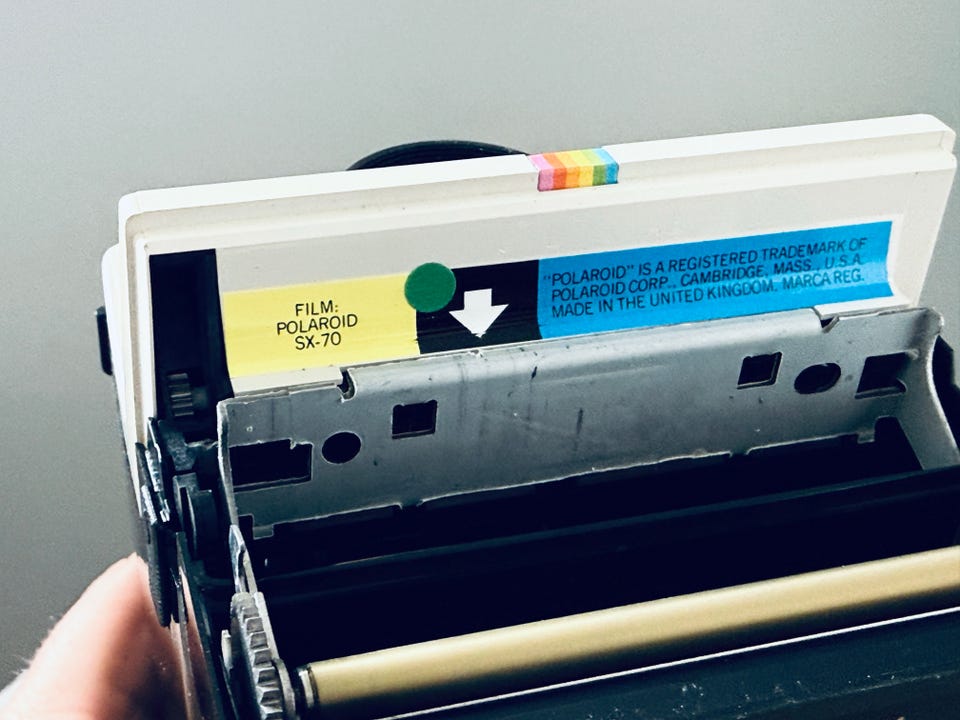 FILM:
POLAROID
SX-70
"POLAROID" IS A REGISTERED TRADEMARK OF
POLAROID CORP., CAMBRIDGE, MASS., U.S.A.
MADE IN THE UNITED KINGDOM. MARCA REG.